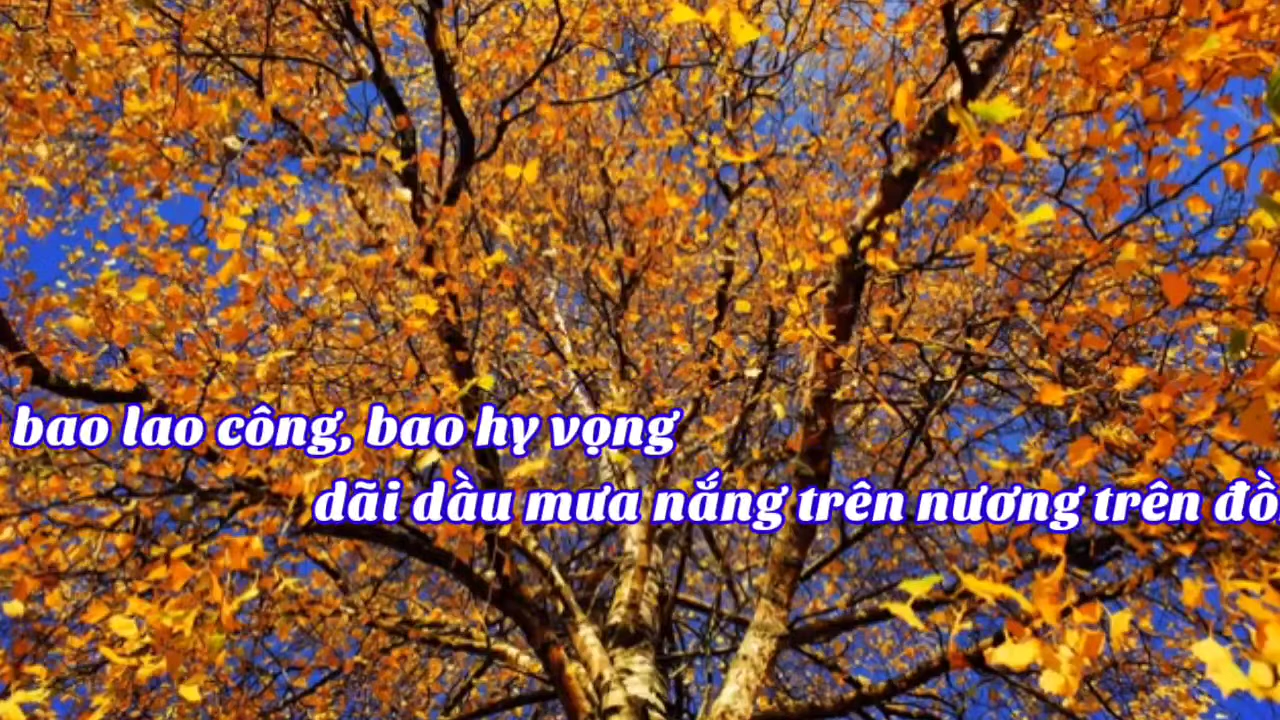 bao lao công, bao hy vọng
dãi dầu mưa nắng trên nương trên đồ